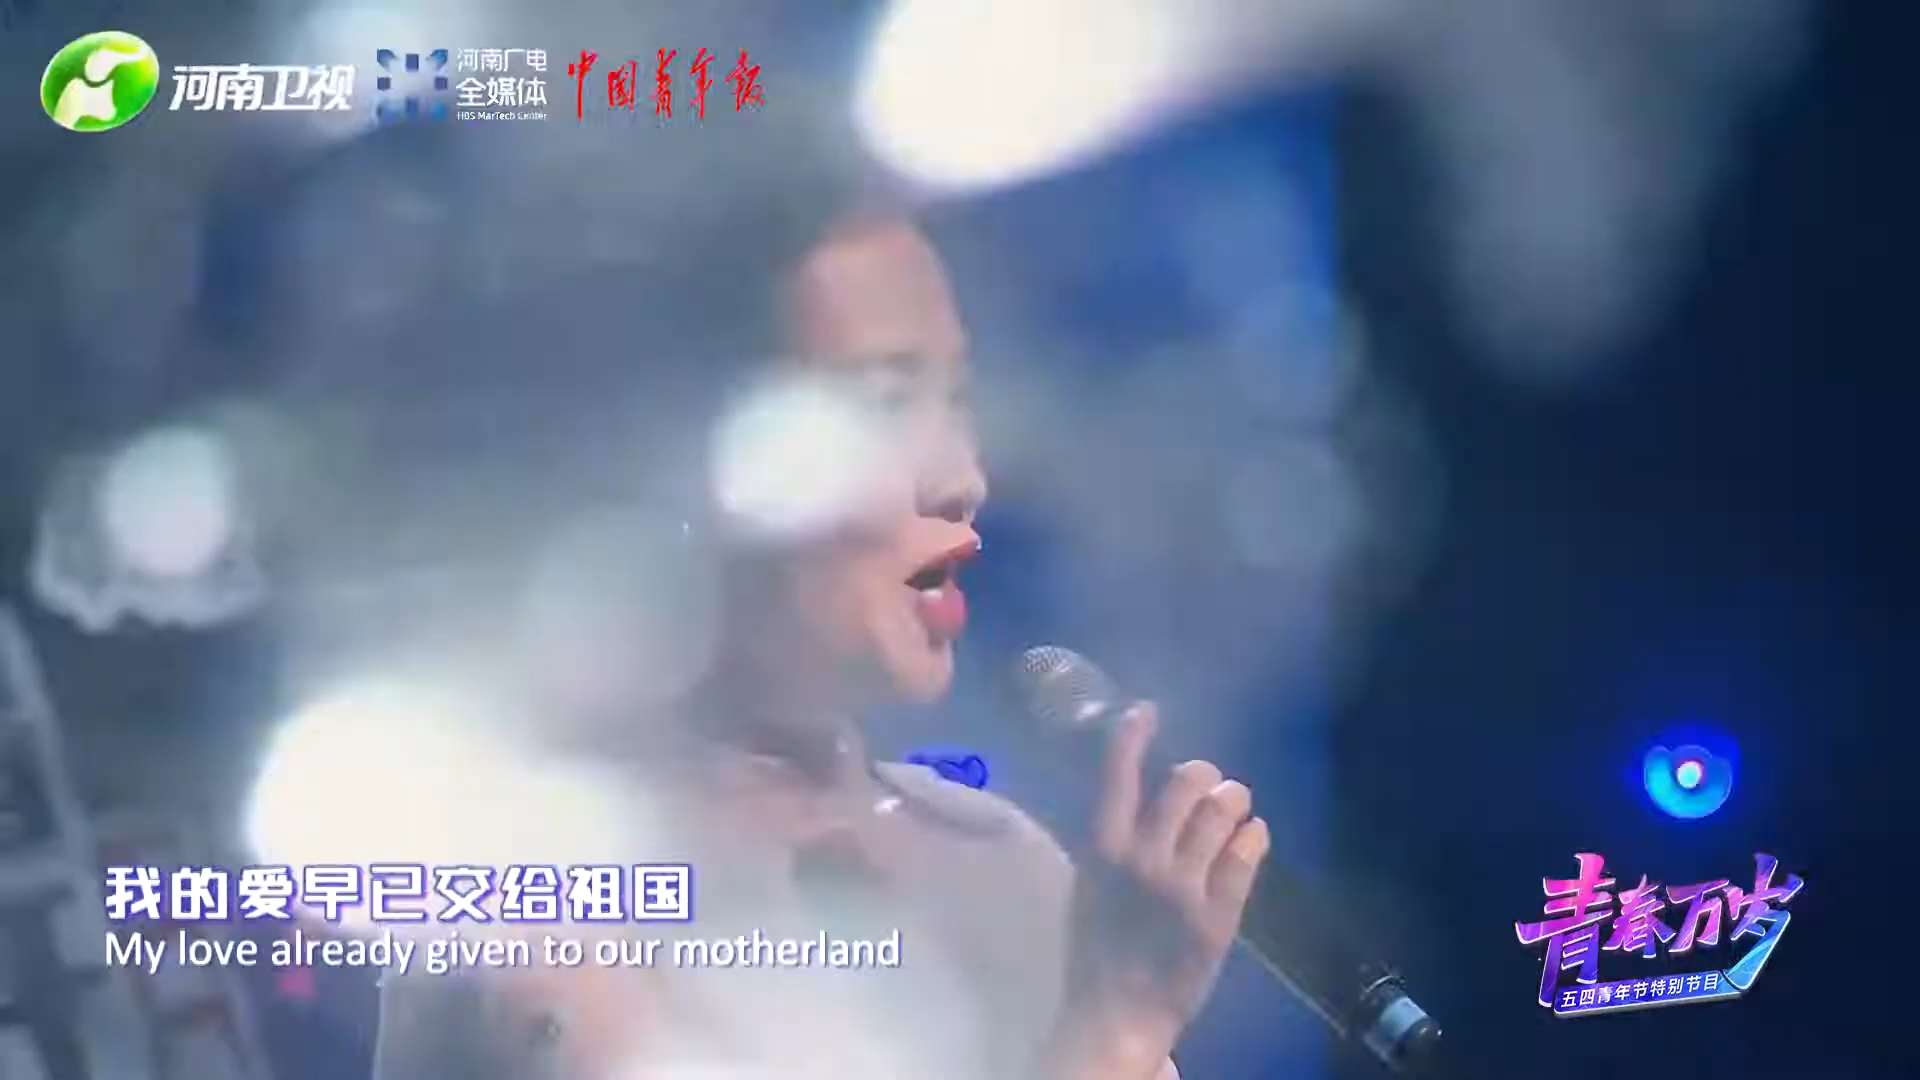 河南卫视
河南广电
全媒体
HBS MarTech Center
中国青年报
我的爱早已交给祖国
My love already given to our motherland
青春万岁
五四青年节特别节目